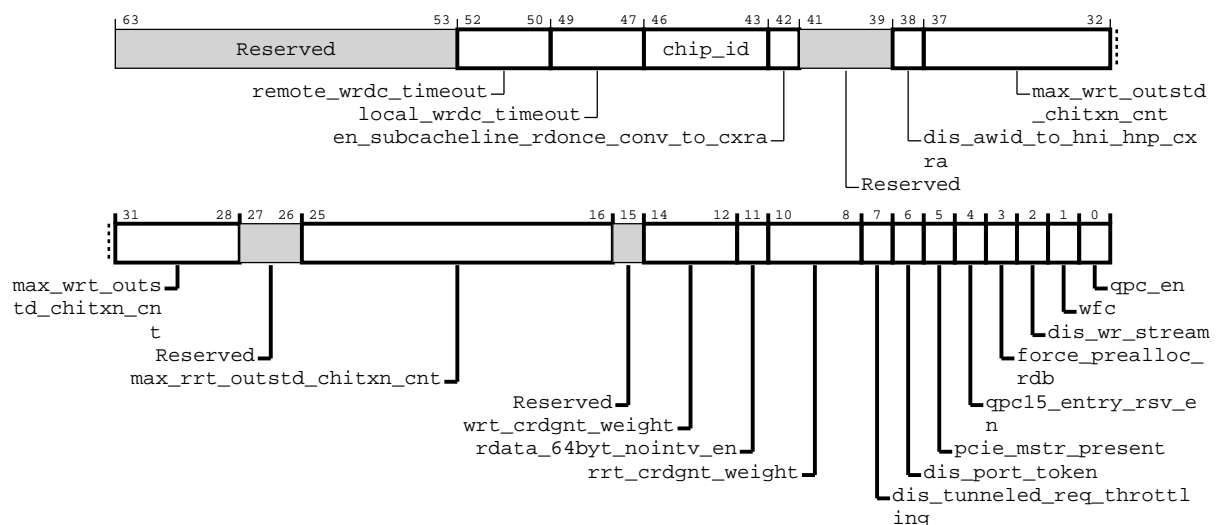 63 53 52 50 49 47 46 43 42 41 39 38 37 32
Reserved chip_id
remote_wrdc_timeout max_wrt_outstd
local_wrdc_timeout _chitxn_cnt
en_subcacheline_rdonce_conv_to_cxra dis_awid_to_hni_hnp_cx
ra
Reserved
31 28 27 26 25 16 15 14 12 11 10 8 7 6 5 4 3 2 1 0
max_wrt_outs qpc_en
td_chitxn_cn wfc
t dis_wr_stream
Reserved force_prealloc_
max_rrt_outstd_chitxn_cnt rdb
Reserved qpc15_entry_rsv_e
wrt_crdgnt_weight n
rdata_64byt_nointv_en pcie_mstr_present
rrt_crdgnt_weight dis_port_token
dis_tunneled_req_throttl
ing